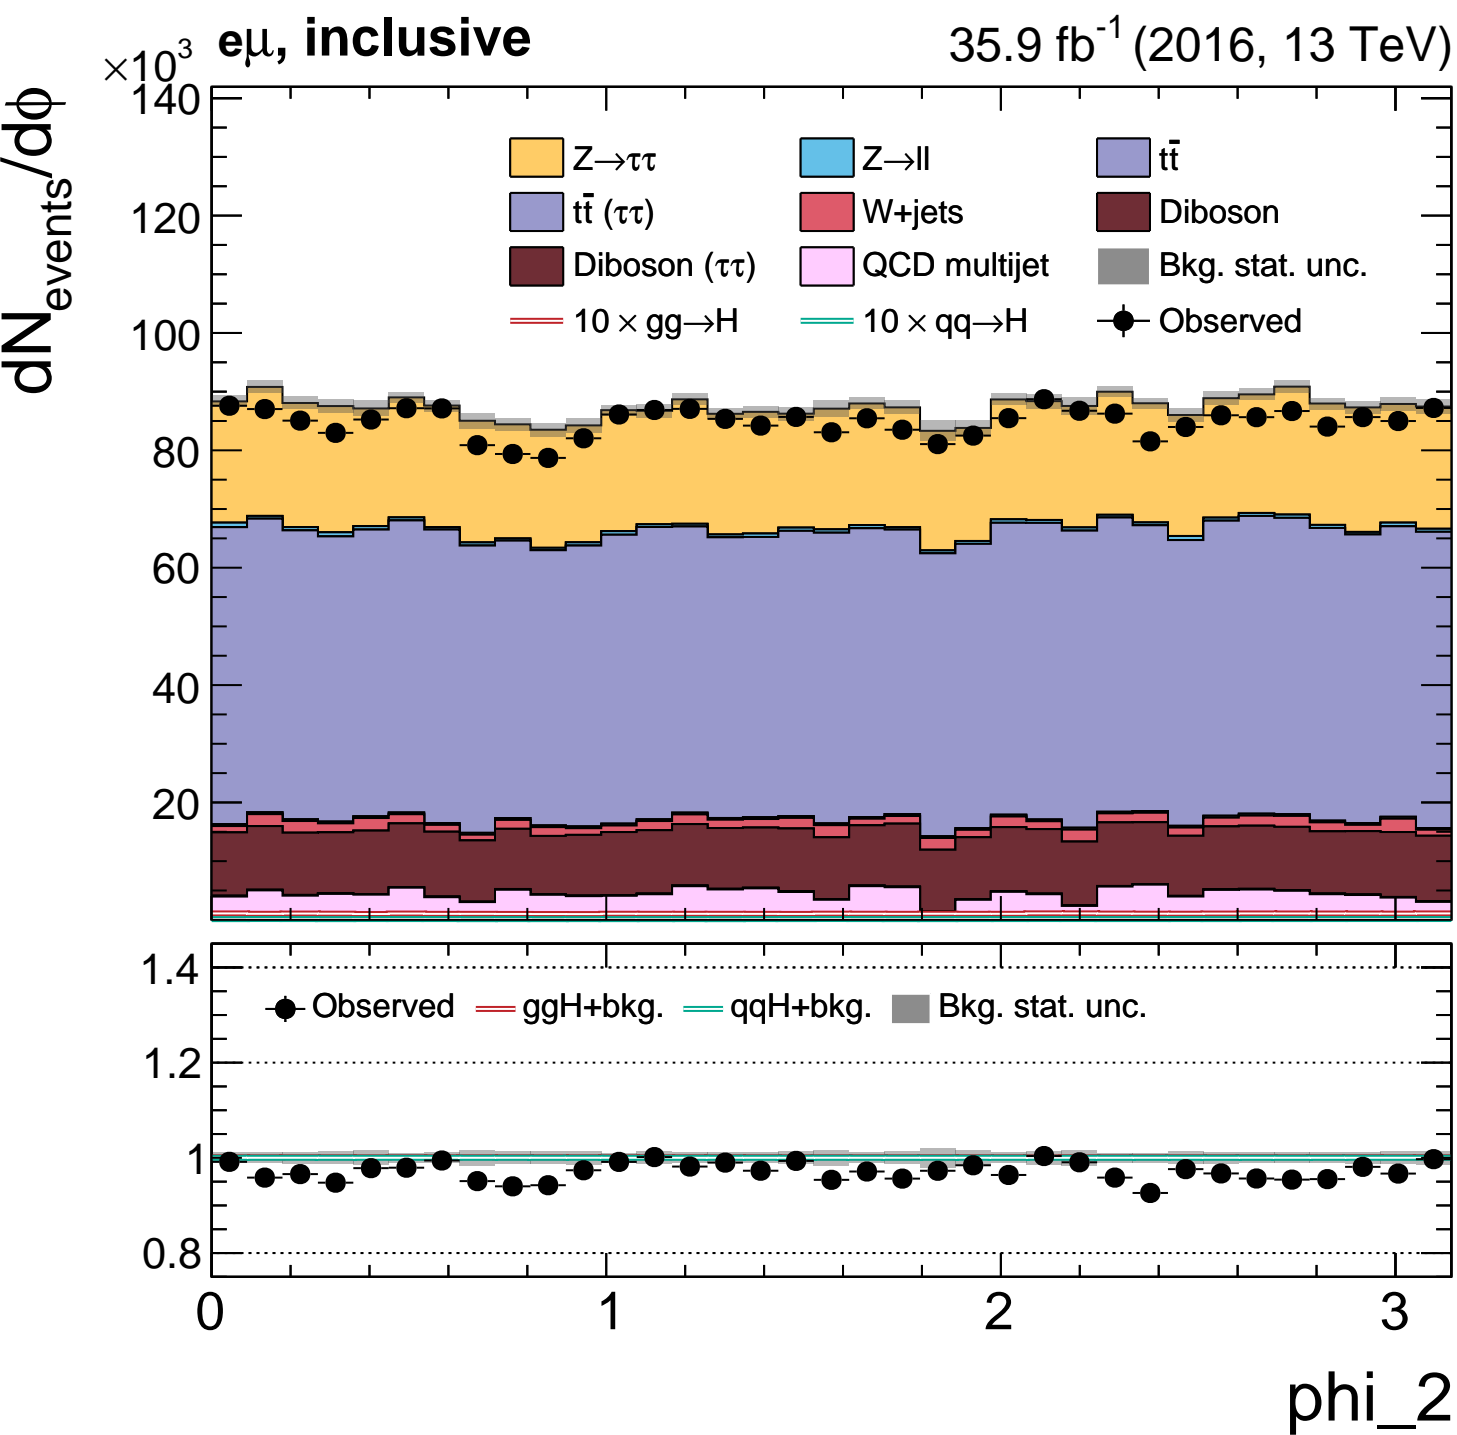 eμ, inclusive 35.9 fb⁻¹ (2016, 13 TeV)
×10³
dN_events/dϕ
140
120
100
80
60
40
20
Z→ττ Z→ll tt̄
tt̄ (ττ) W+jets Diboson
Diboson (ττ) QCD multijet Bkg. stat. unc.
10 × gg→H 10 × qq→H Observed
1.4
1.2
1
0.8
Observed ggH+bkg. qqH+bkg. Bkg. stat. unc.
0 1 2 3
phi_2